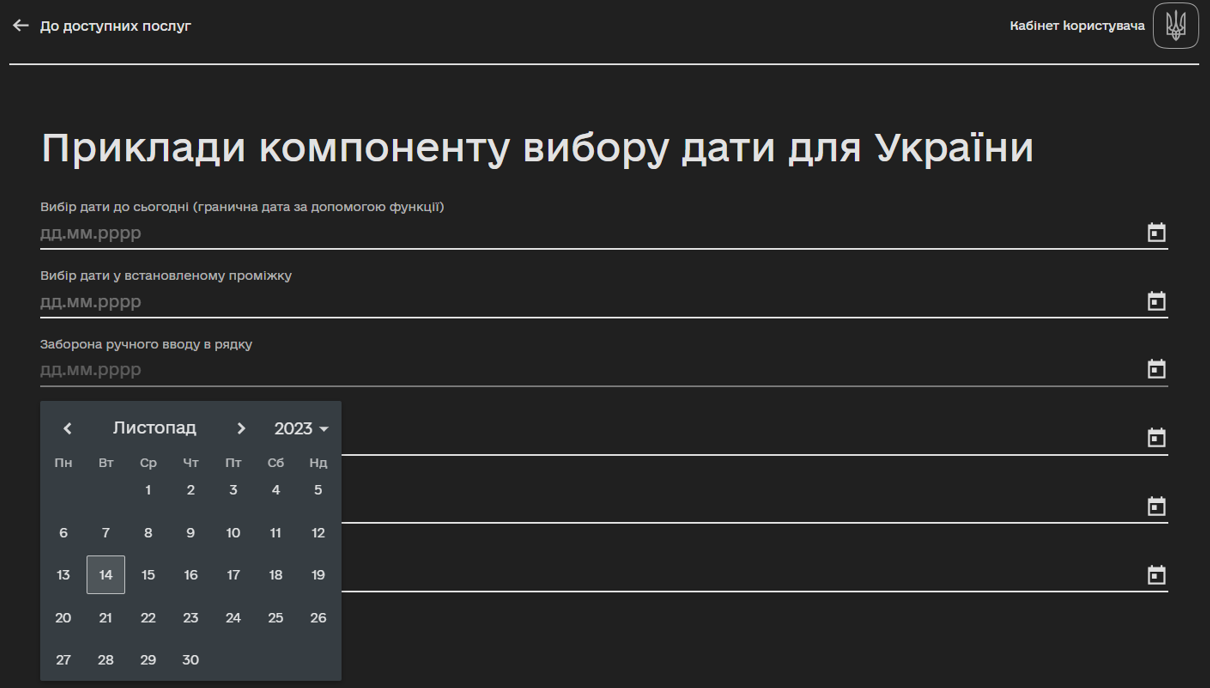 До доступних послуг
Кабінет користувача
Приклади компоненту вибору дати для України
Вибір дати до сьогодні (гранична дата за допомогою функції)
дд.мм.рррр
Вибір дати у встановленому проміжку
дд.мм.рррр
Заборона ручного вводу в рядку
дд.мм.рррр
Листопад 2023
Пн Вт Ср Чт Пт Сб Нд
1 2 3 4 5
6 7 8 9 10 11 12
13 14 15 16 17 18 19
20 21 22 23 24 25 26
27 28 29 30